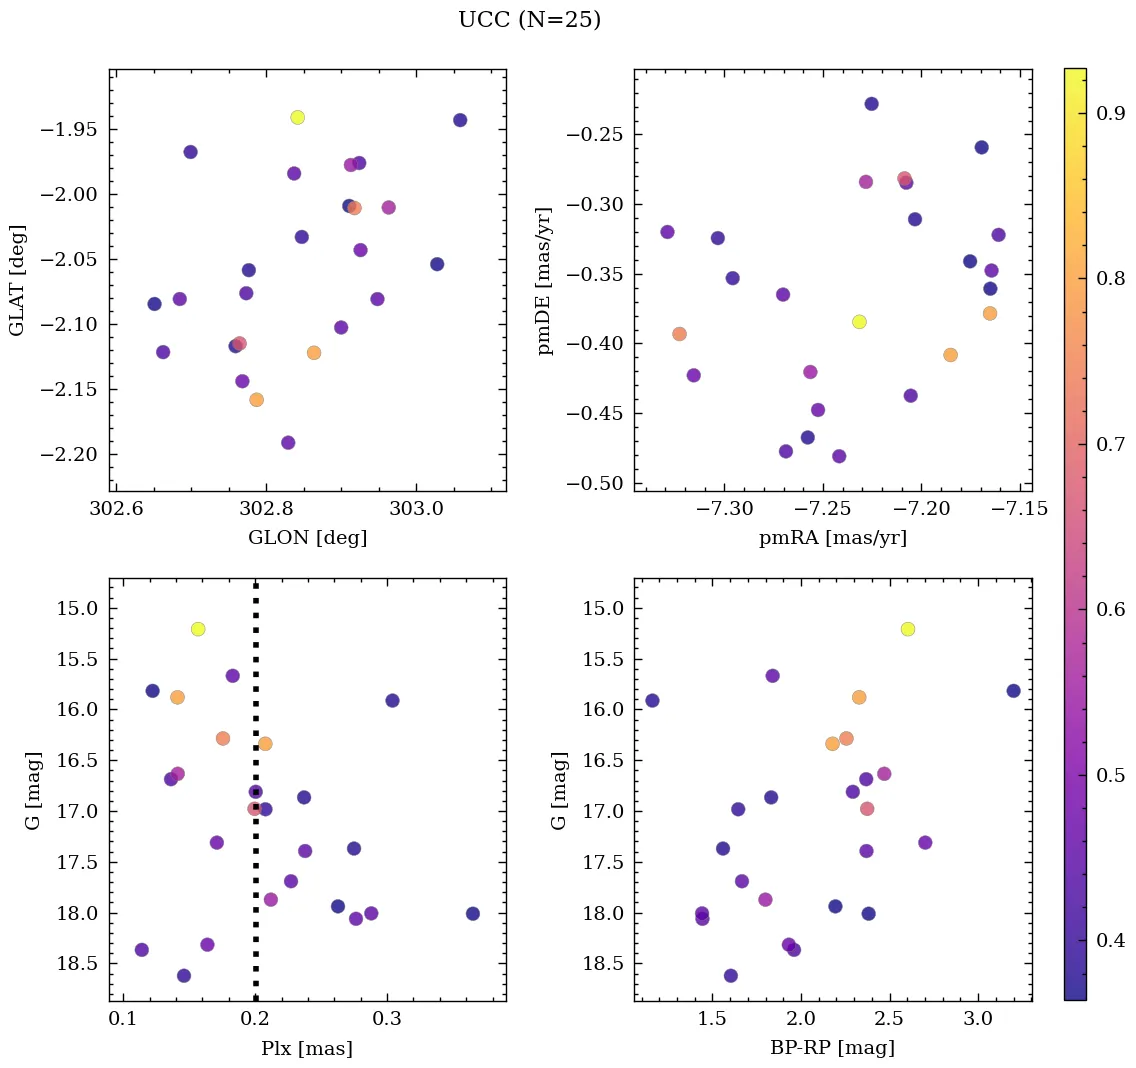 UCC (N=25)
−1.95
−2.00
−2.05
−2.10
−2.15
−2.20
GLAT [deg]
302.6 302.8 303.0
GLON [deg]
−0.25
−0.30
−0.35
−0.40
−0.45
−0.50
pmDE [mas/yr]
−7.30 −7.25 −7.20 −7.15
pmRA [mas/yr]
15.0
15.5
16.0
16.5
17.0
17.5
18.0
18.5
G [mag]
0.1 0.2 0.3
Plx [mas]
15.0
15.5
16.0
16.5
17.0
17.5
18.0
18.5
G [mag]
1.5 2.0 2.5 3.0
BP-RP [mag]
0.9
0.8
0.7
0.6
0.5
0.4